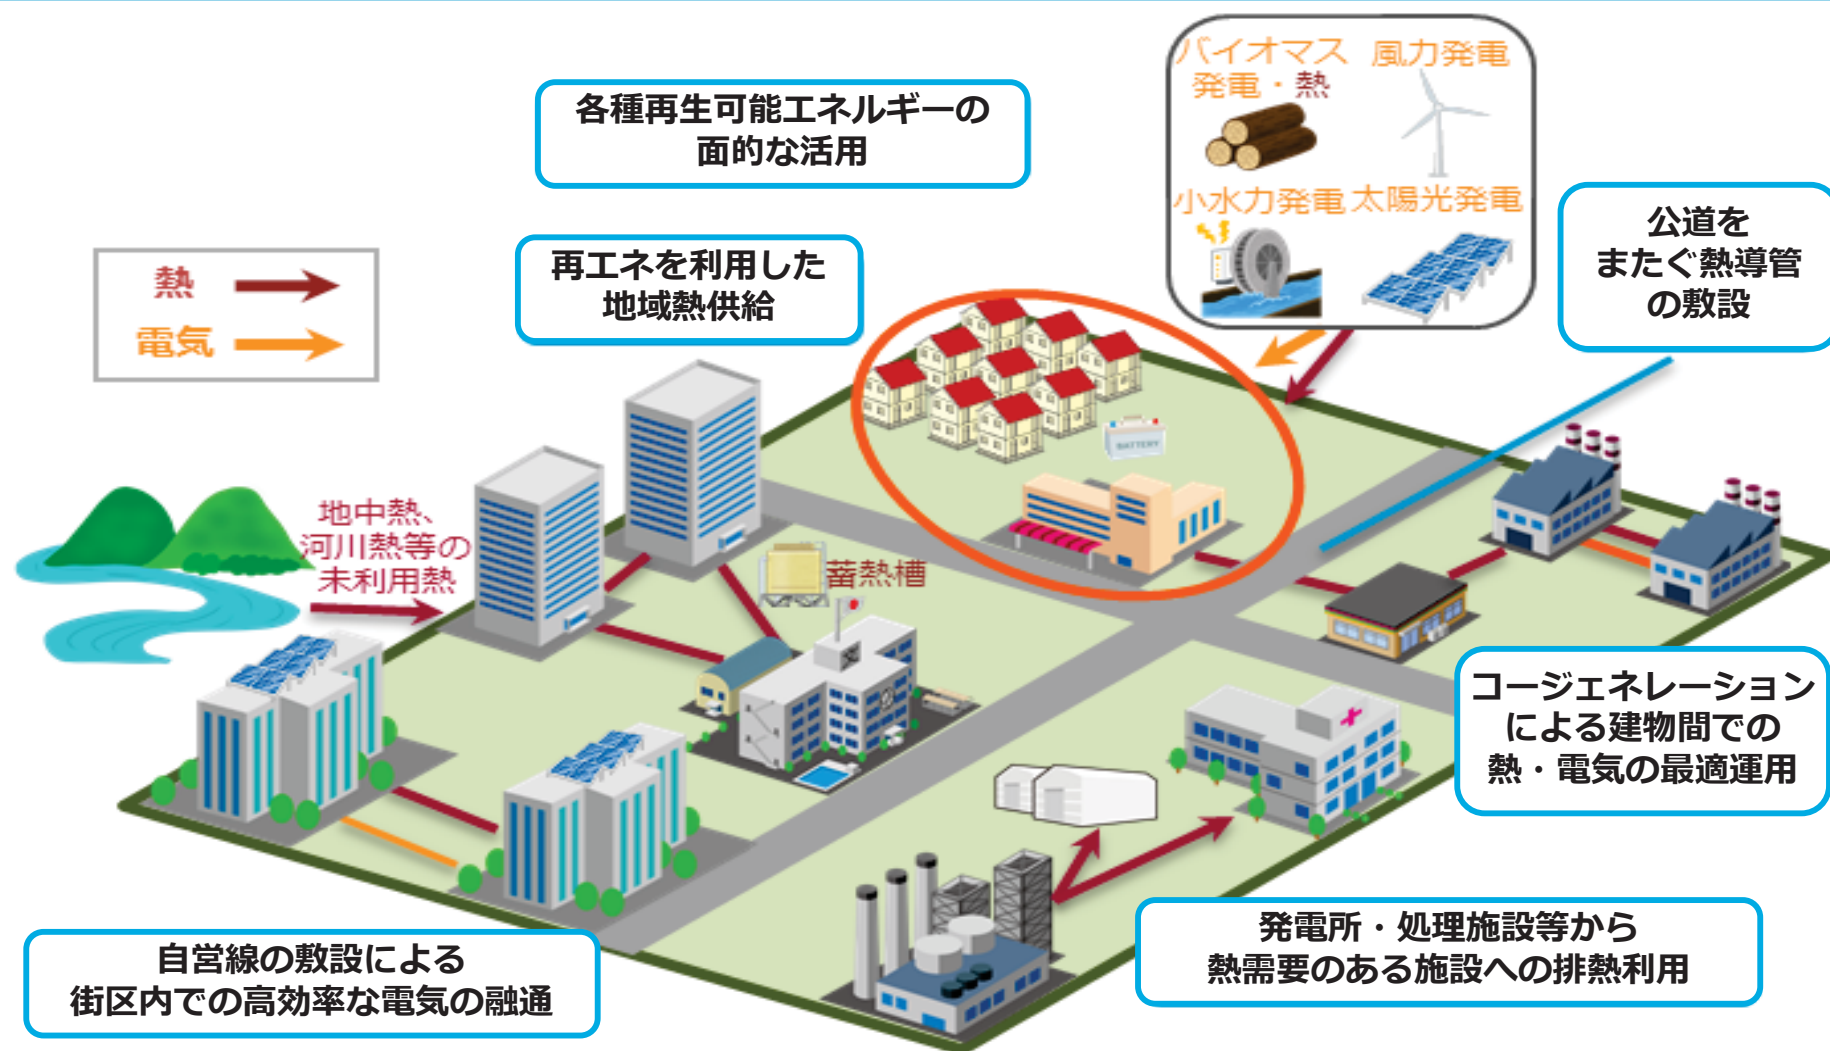 各種再生可能エネルギーの
面的な活用
バイオマス
発電・熱
風力発電
小水力発電
太陽光発電
公道を
またぐ熱導管
の敷設
再エネを利用した
地域熱供給
熱
電気
BATTERY
地中熱、
河川熱等の
未利用熱
蓄熱槽
コージェネレーション
による建物間での
熱・電気の最適運用
発電所・処理施設等から
熱需要のある施設への排熱利用
自営線の敷設による
街区内での高効率な電気の融通